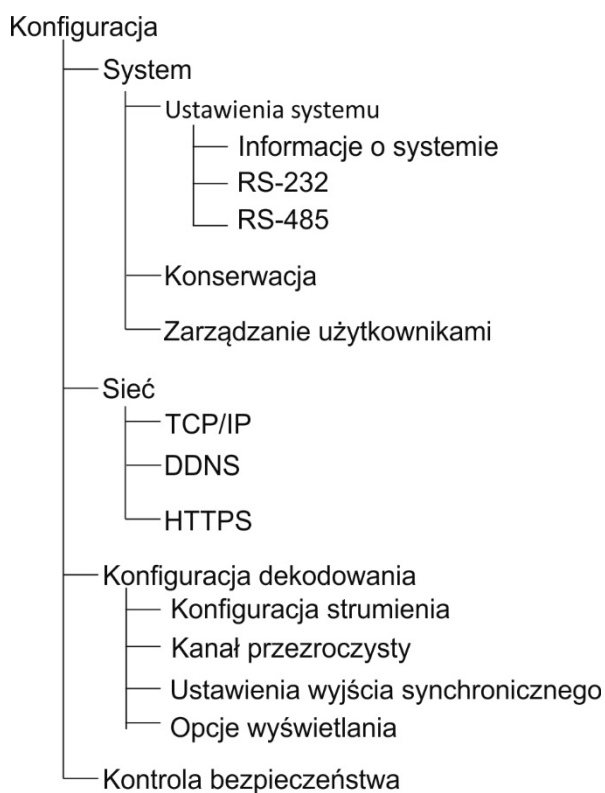 Konfiguracja
System
Ustawienia systemu
Informacje o systemie
RS-232
RS-485
Konserwacja
Zarządzanie użytkownikami
Sieć
TCP/IP
DDNS
HTTPS
Konfiguracja dekodowania
Konfiguracja strumienia
Kanał przezroczysty
Ustawienia wyjścia synchronicznego
Opcje wyświetlania
Kontrola bezpieczeństwa